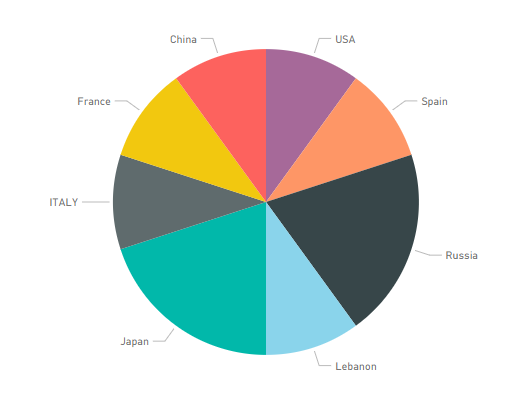 China
USA
France
Spain
ITALY
Russia
Japan
Lebanon